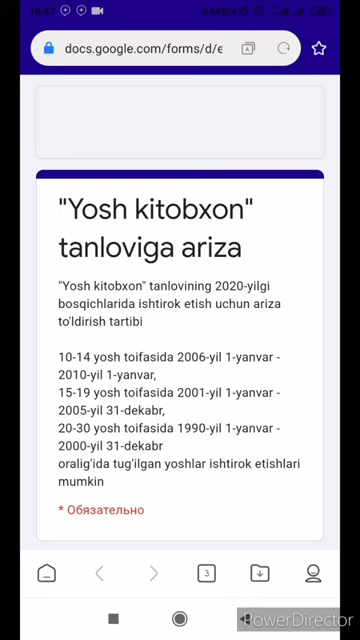 docs.google.com/forms/d/e
"Yosh kitobxon"
tanloviga ariza
"Yosh kitobxon" tanlovining 2020-yilgi
bosqichlarida ishtirok etish uchun ariza
to'ldirish tartibi
10-14 yosh toifasida 2006-yil 1-yanvar -
2010-yil 1-yanvar,
15-19 yosh toifasida 2001-yil 1-yanvar -
2005-yil 31-dekabr,
20-30 yosh toifasida 1990-yil 1-yanvar -
2000-yil 31-dekabr
oralig'ida tug'ilgan yoshlar ishtirok etishlari
mumkin
* Обязательно
3
PowerDirector